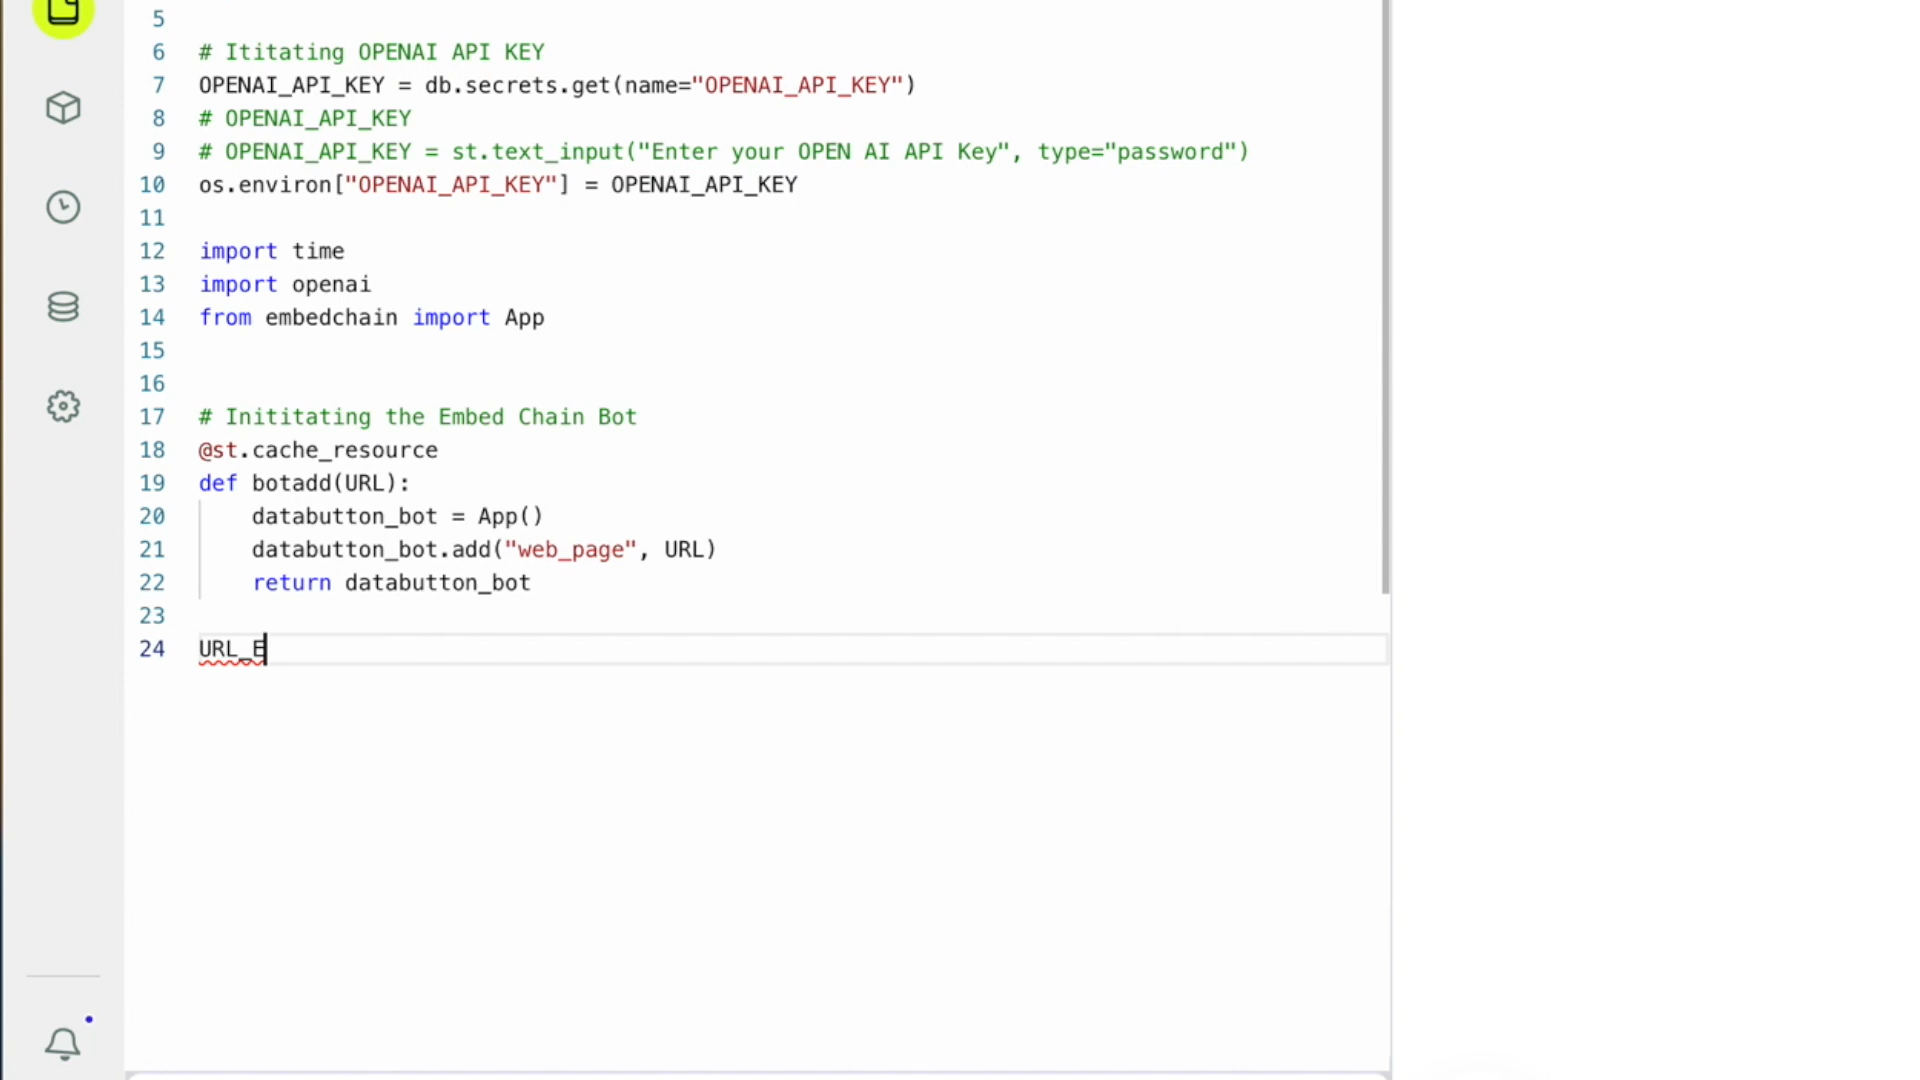 5
6 # Ititating OPENAI API KEY
7 OPENAI_API_KEY = db.secrets.get(name="OPENAI_API_KEY")
8 # OPENAI_API_KEY
9 # OPENAI_API_KEY = st.text_input("Enter your OPEN AI API Key", type="password")
10 os.environ["OPENAI_API_KEY"] = OPENAI_API_KEY
11
12 import time
13 import openai
14 from embedchain import App
15
16
17 # Inititating the Embed Chain Bot
18 @st.cache_resource
19 def botadd(URL):
20     databutton_bot = App()
21     databutton_bot.add("web_page", URL)
22     return databutton_bot
23
24 URL_E